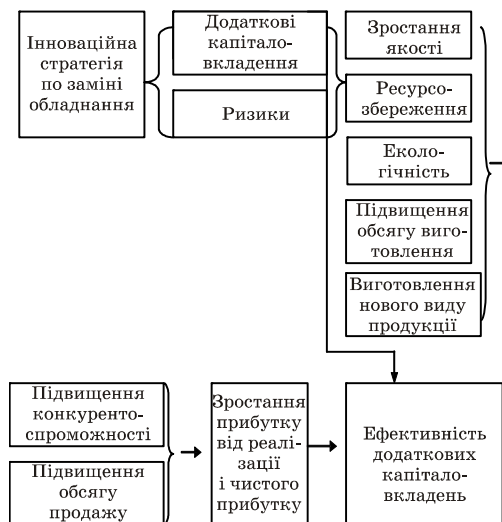 Інноваційна
стратегія
по заміні
обладнання
Додаткові
капітало-
вкладення
Ризики
Зростання
якості
Ресурсо-
збереження
Еколо-
гічність
Підвищення
обсягу виго-
товлення
Виготовлення
нового виду
продукції
Підвищення
конкуренто-
спроможності
Підвищення
обсягу
продажу
Зростання
прибутку
від реалі-
зації
і чистого
прибутку
Ефективність
додаткових
капітало-
вкладень